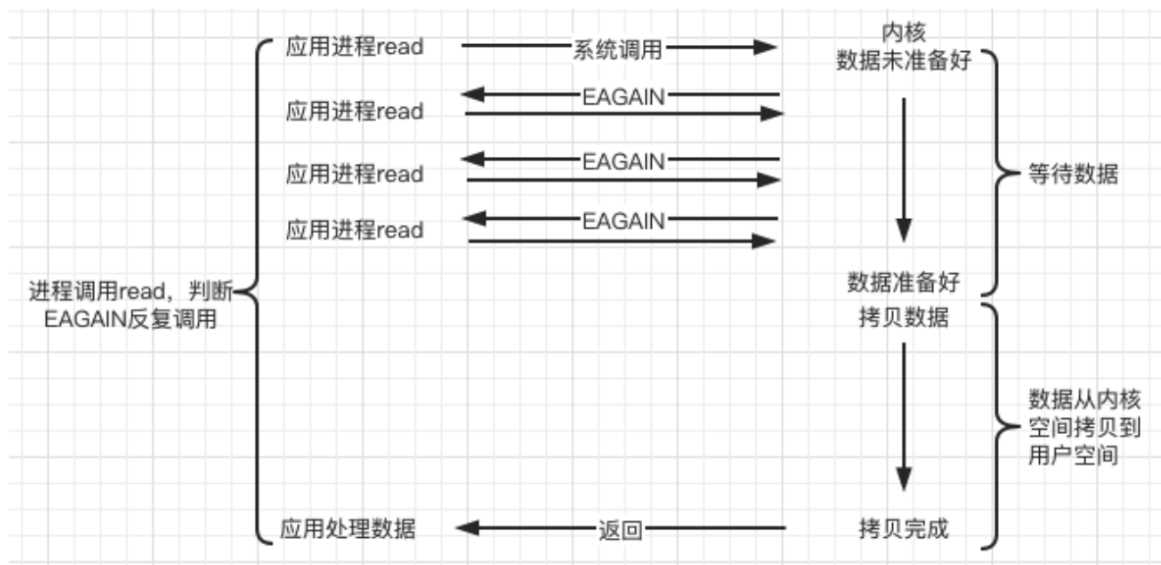 应用进程read
系统调用
内核
数据未准备好
EAGAIN
应用进程read
EAGAIN
应用进程read
等待数据
EAGAIN
应用进程read
数据准备好
进程调用read，判断
EAGAIN反复调用
拷贝数据
数据从内核
空间拷贝到
用户空间
应用处理数据
返回
拷贝完成